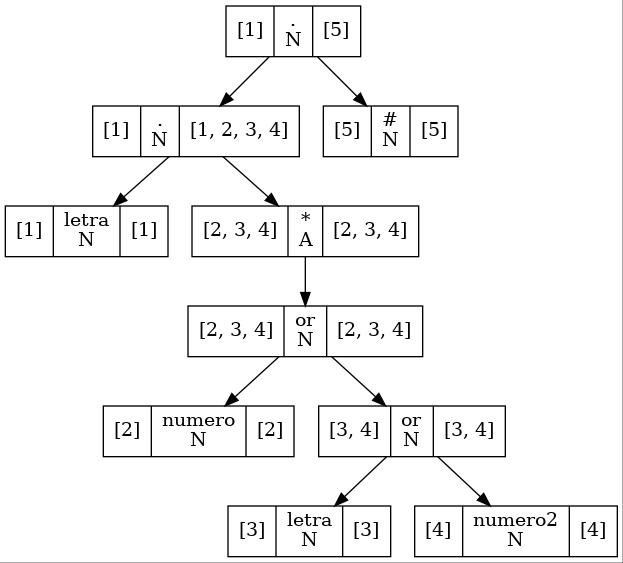 [1] . N [5]
[1] . N [1, 2, 3, 4]
[5] # N [5]
[1] letra N [1]
[2, 3, 4] * A [2, 3, 4]
[2, 3, 4] or N [2, 3, 4]
[2] numero N [2]
[3, 4] or N [3, 4]
[3] letra N [3]
[4] numero2 N [4]